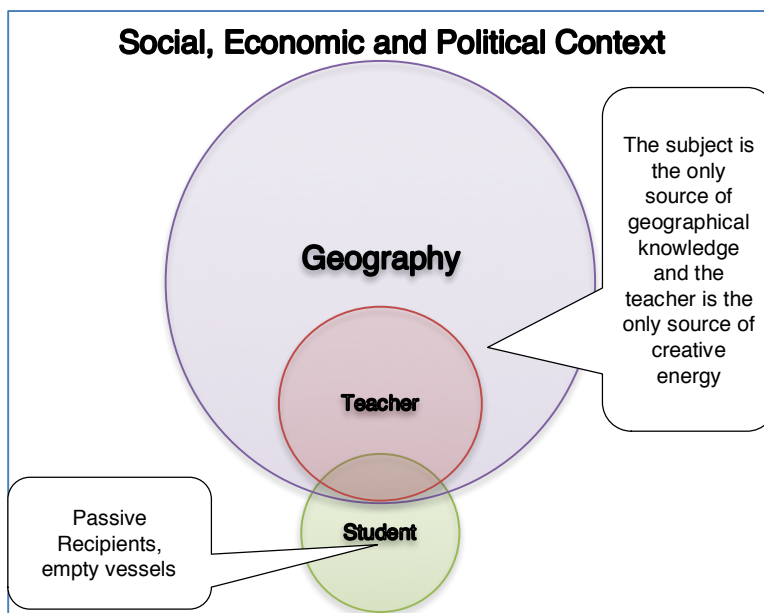 Social, Economic and Political Context
The subject is
the only
source of
geographical
knowledge
and the
teacher is the
only source of
creative
energy
Geography
Teacher
Student
Passive
Recipients,
empty vessels